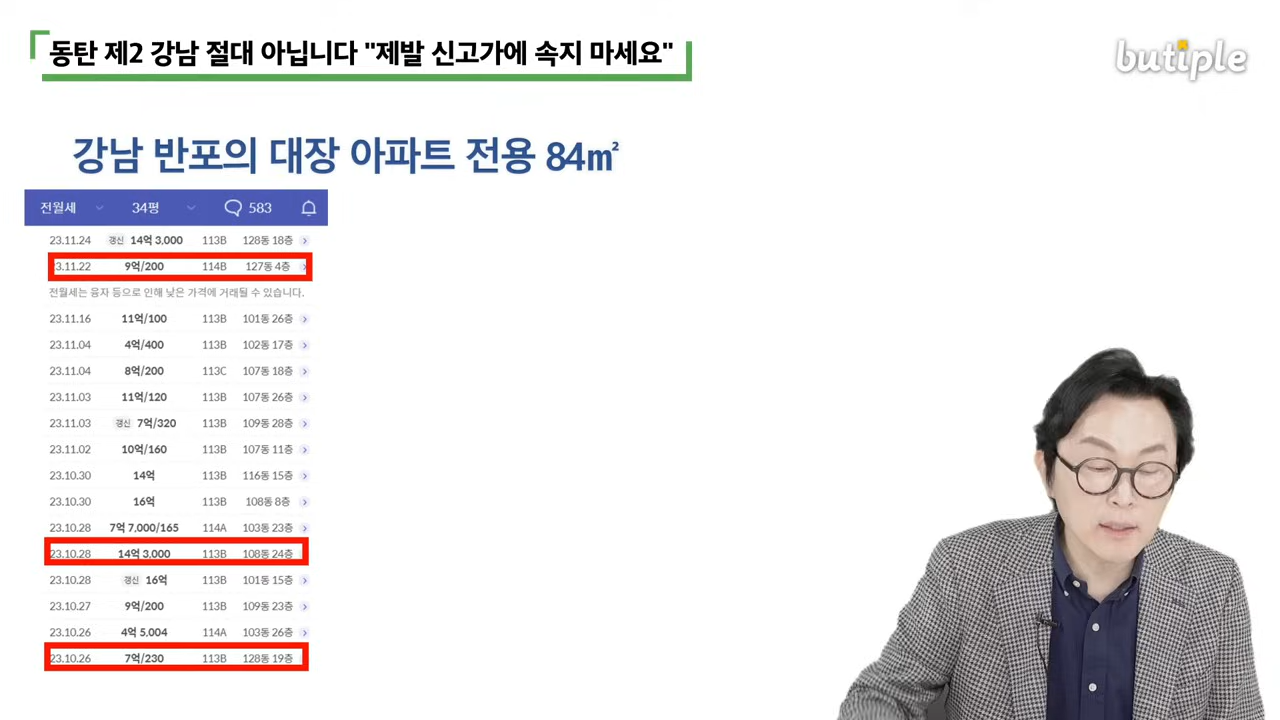 동탄 제2 강남 절대 아닙니다 "제발 신고가에 속지 마세요"
butiple
강남 반포의 대장 아파트 전용 84㎡
전월세 34평 583
23.11.24 갱신 14억 3,000 113B 128동 18층
23.11.22 9억/200 114B 127동 4층
전월세는 융자 등으로 인해 낮은 가격에 거래될 수 있습니다.
23.11.16 11억/100 113B 101동 26층
23.11.04 4억/400 113B 102동 17층
23.11.04 8억/200 113C 107동 18층
23.11.03 11억/120 113B 107동 26층
23.11.03 갱신 7억/320 113B 109동 28층
23.11.02 10억/160 113B 107동 11층
23.10.30 14억 113B 116동 15층
23.10.30 16억 113B 108동 8층
23.10.28 7억 7,000/165 114A 103동 23층
23.10.28 14억 3,000 113B 108동 24층
23.10.28 갱신 16억 113B 101동 15층
23.10.27 9억/200 113B 109동 23층
23.10.26 4억 5,004 114A 103동 26층
23.10.26 7억/230 113B 128동 19층